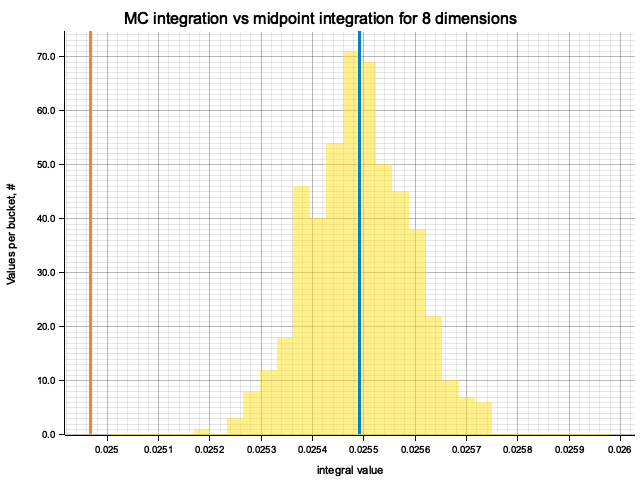 MC integration vs midpoint integration for 8 dimensions
Values per bucket, #
70.0
60.0
50.0
40.0
30.0
20.0
10.0
0.0
0.025 0.0251 0.0252 0.0253 0.0254 0.0255 0.0256 0.0257 0.0258 0.0259 0.026
integral value